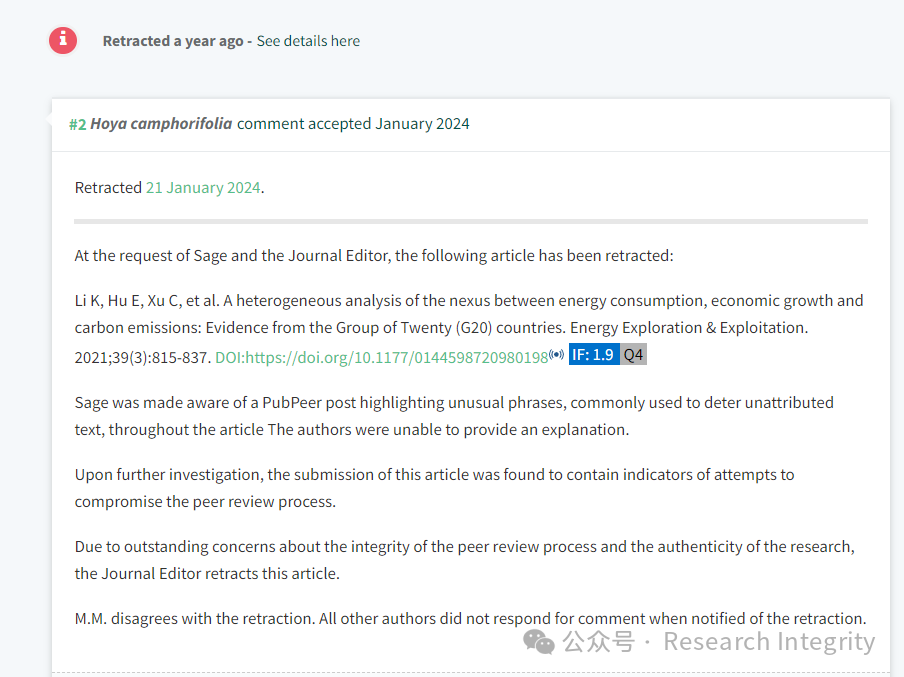 Retracted a year ago - See details here
#2 Hoya camphorifolia comment accepted January 2024
Retracted 21 January 2024.
At the request of Sage and the Journal Editor, the following article has been retracted:
Li K, Hu E, Xu C, et al. A heterogeneous analysis of the nexus between energy consumption, economic growth and
carbon emissions: Evidence from the Group of Twenty (G20) countries. Energy Exploration & Exploitation.
2021;39(3):815-837. DOI:https://doi.org/10.1177/0144598720980198 IF: 1.9 Q4
Sage was made aware of a PubPeer post highlighting unusual phrases, commonly used to deter unattributed
text, throughout the article The authors were unable to provide an explanation.
Upon further investigation, the submission of this article was found to contain indicators of attempts to
compromise the peer review process.
Due to outstanding concerns about the integrity of the peer review process and the authenticity of the research,
the Journal Editor retracts this article.
M.M. disagrees with the retraction. All other authors did not respond for comment when notified of the retraction.
公众号 · Research Integrity